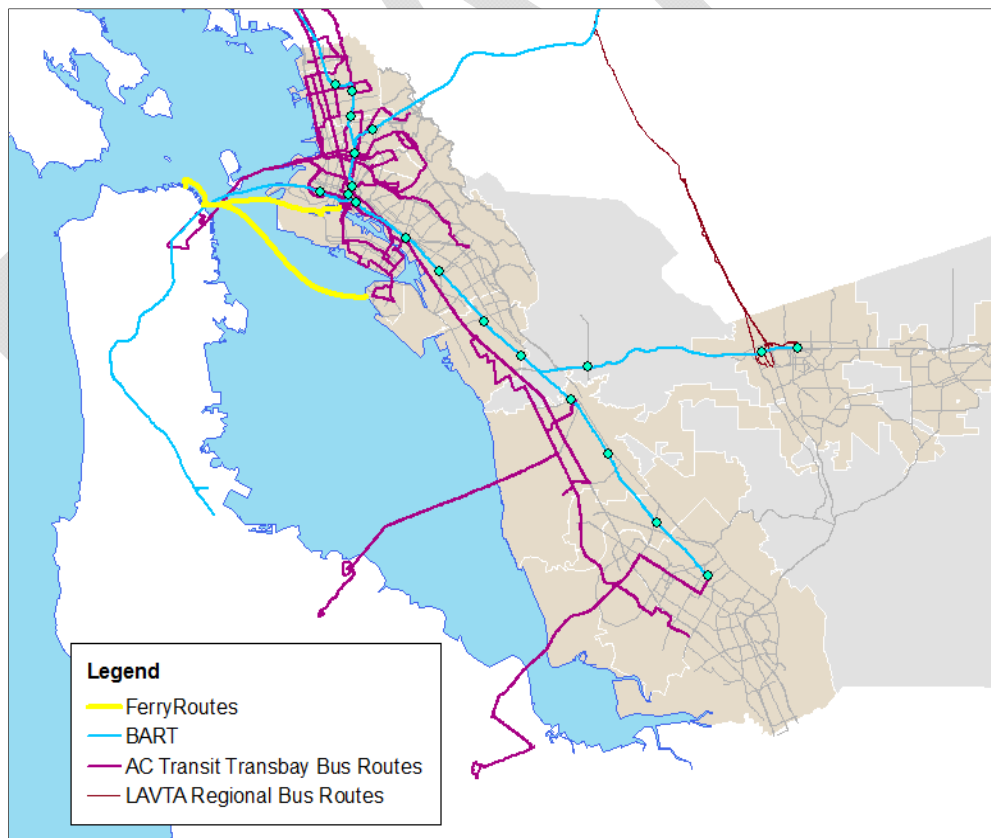 Legend
FerryRoutes
BART
AC Transit Transbay Bus Routes
LAVTA Regional Bus Routes